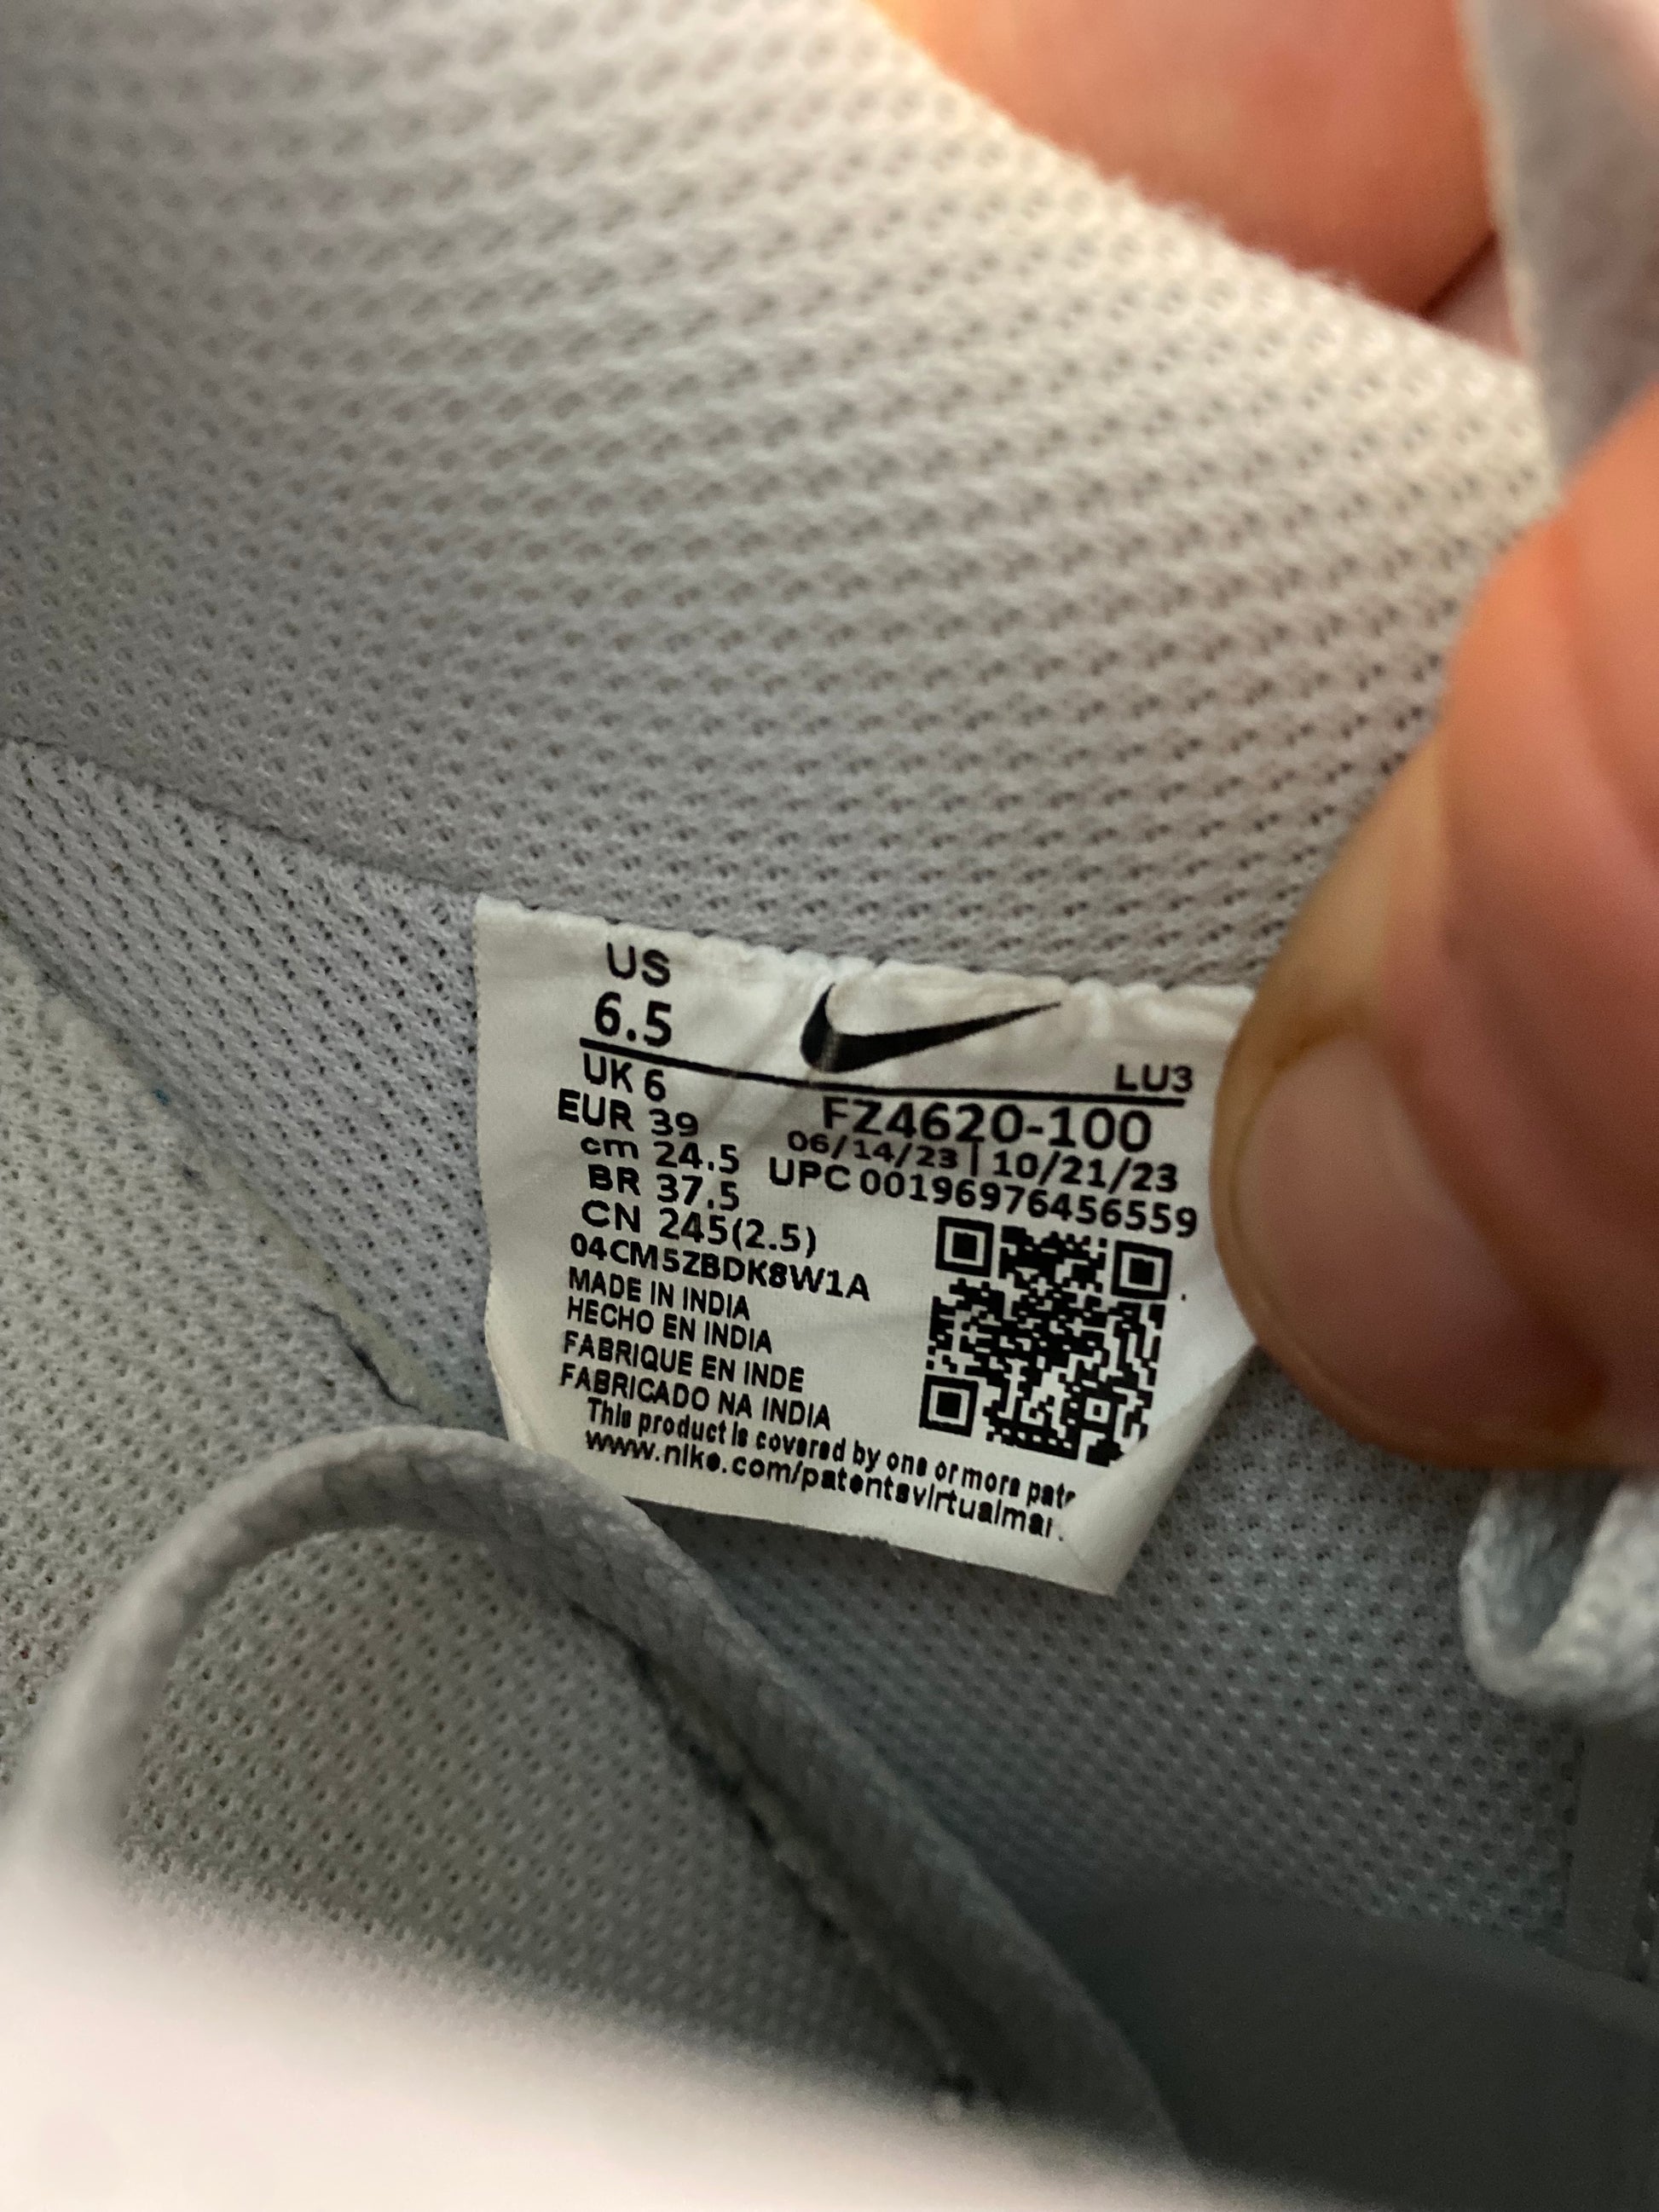 US
6.5
LU3
UK 6
FZ4620-100
EUR 39
06/14/23 | 10/21/23
cm 24.5
UPC 00196976456559
BR 37.5
CN 245(2.5)
04CM5ZBDK8W1A
MADE IN INDIA
HECHO EN INDIA
FABRIQUE EN INDE
FABRICADO NA INDIA
This product is covered by one or more
www.nike.com/patentsvirtualmar